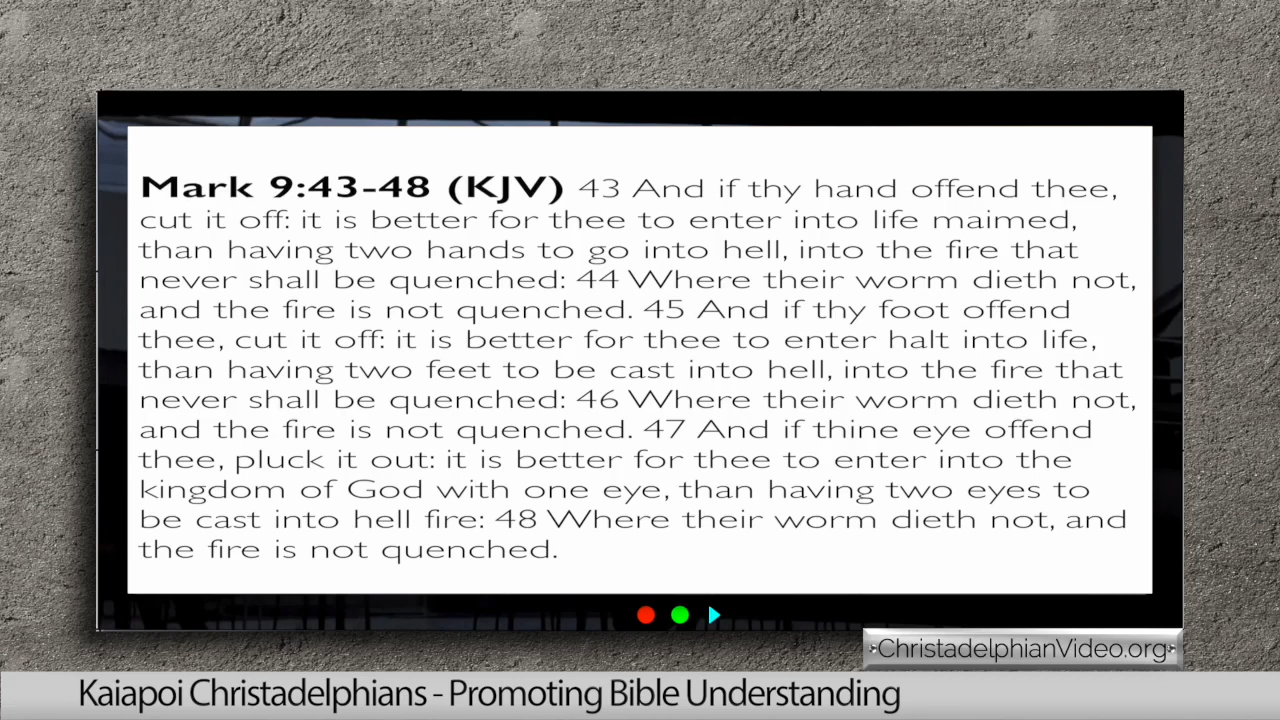 Mark 9:43-48 (KJV) 43 And if thy hand offend thee,
cut it off: it is better for thee to enter into life maimed,
than having two hands to go into hell, into the fire that
never shall be quenched: 44 Where their worm dieth not,
and the fire is not quenched. 45 And if thy foot offend
thee, cut it off: it is better for thee to enter halt into life,
than having two feet to be cast into hell, into the fire that
never shall be quenched: 46 Where their worm dieth not,
and the fire is not quenched. 47 And if thine eye offend
thee, pluck it out: it is better for thee to enter into the
kingdom of God with one eye, than having two eyes to
be cast into hell fire: 48 Where their worm dieth not, and
the fire is not quenched.
ChristadelphianVideo.org
Kaiapoi Christadelphians - Promoting Bible Understanding